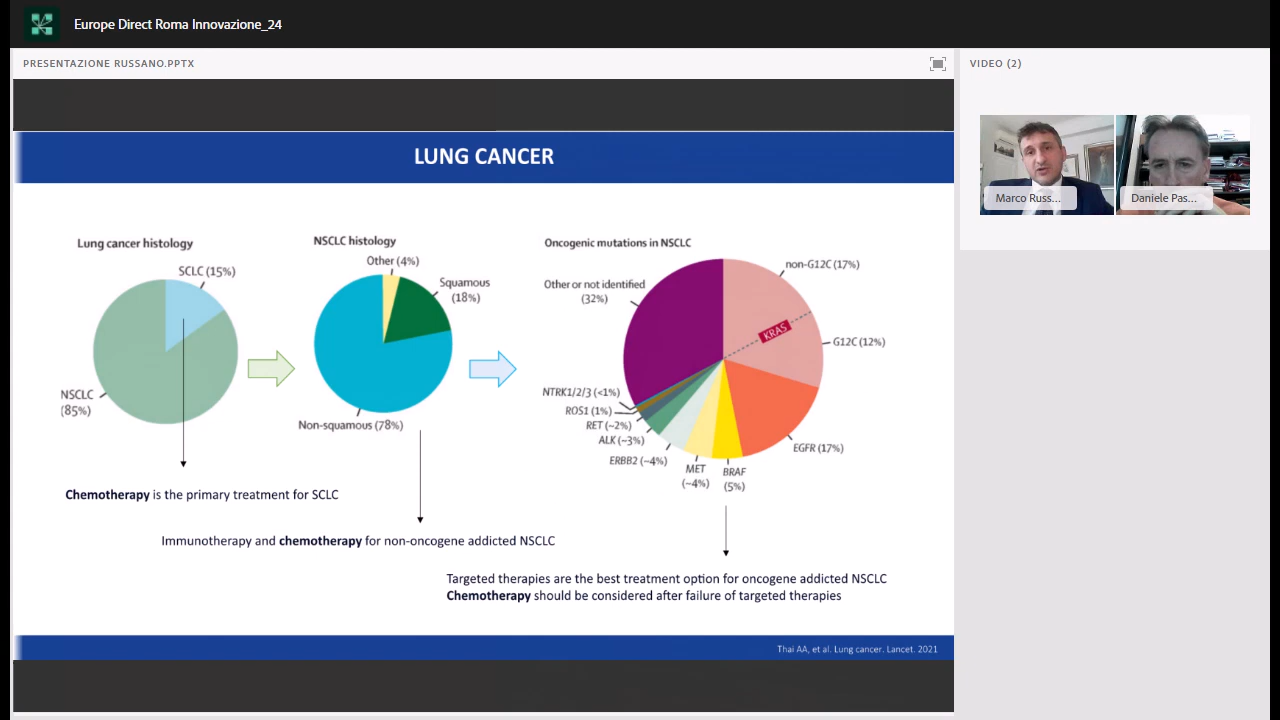 Europe Direct Roma Innovazione_24
PRESENTAZIONE RUSSANO.PPTX
VIDEO (2)
Marco Russ...
Daniele Pas...
LUNG CANCER
Lung cancer histology
SCLC (15%)
NSCLC
(85%)
NSCLC histology
Other (4%)
Squamous
(18%)
Non-squamous (78%)
Oncogenic mutations in NSCLC
non-G12C (17%)
KRAS
G12C (12%)
EGFR (17%)
BRAF
(5%)
MET
(~4%)
ERBB2 (~4%)
ALK (~3%)
RET (~2%)
ROS1 (1%)
NTRK1/2/3 (<1%)
Other or not identified
(32%)
Chemotherapy is the primary treatment for SCLC
Immunotherapy and chemotherapy for non-oncogene addicted NSCLC
Targeted therapies are the best treatment option for oncogene addicted NSCLC
Chemotherapy should be considered after failure of targeted therapies
Thai AA, et al. Lung cancer. Lancet. 2021